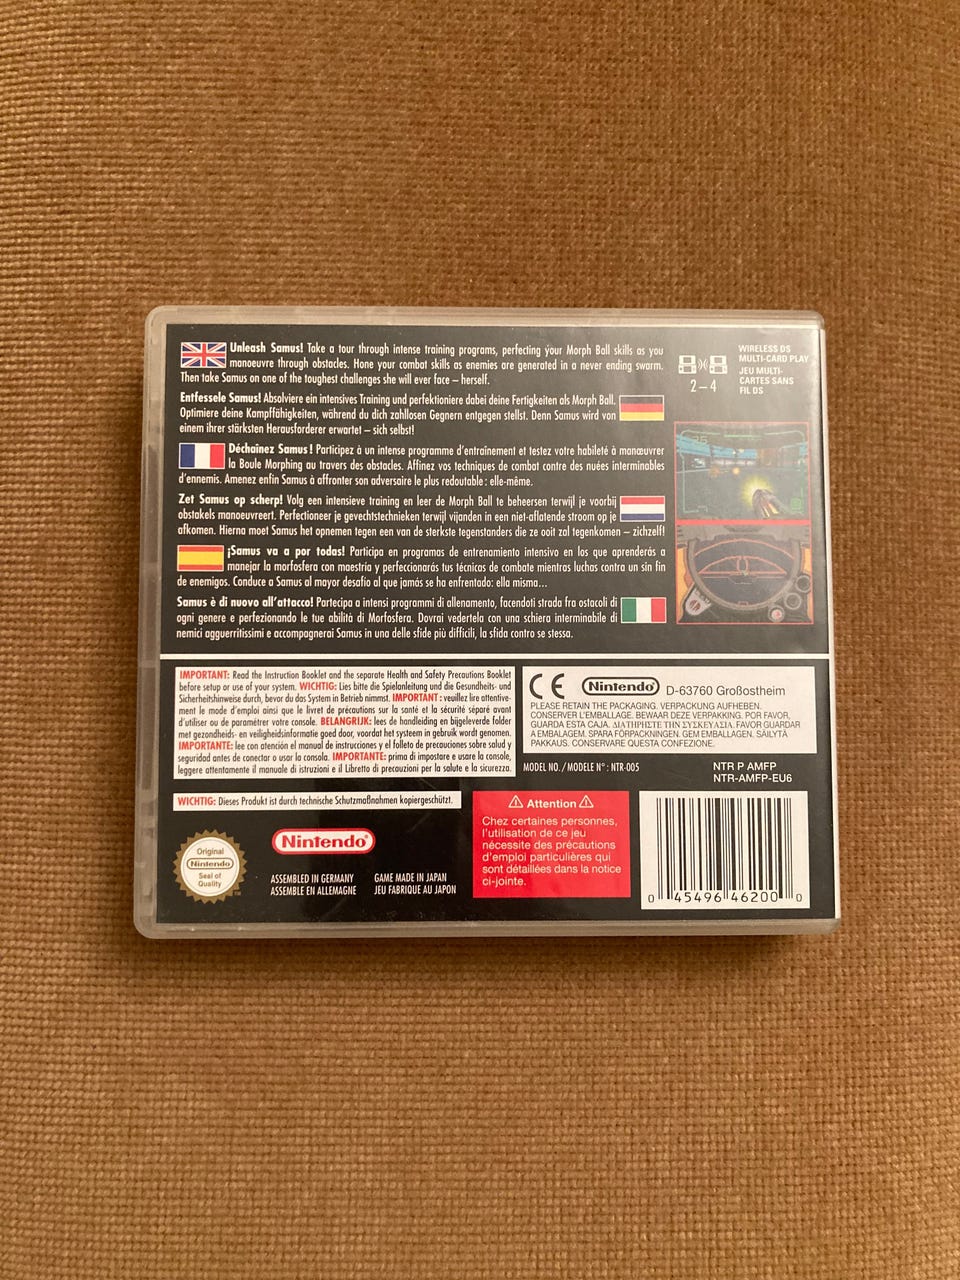 Unleash Samus! Take a tour through intense training programs, perfecting your Morph Ball skills as you
manoeuvre through obstacles. Hone your combat skills as enemies are generated in a never ending swarm.
Then take Samus on one of the toughest challenges she will ever face – herself.
Entfessele Samus! Absolviere ein intensives Training und perfektioniere dabei deine Fertigkeiten als Morph Ball.
Optimiere deine Kampffähigkeiten, während du dich zahllosen Gegnern entgegen stellst. Denn Samus wird von
einem ihrer stärksten Herausforderer erwartet – sich selbst!
Déchaînez Samus ! Participez à un intense programme d'entraînement et testez votre habileté à manœuvrer
la Boule Morphing au travers des obstacles. Affinez vos techniques de combat contre des nuées interminables
d'ennemis. Amenez enfin Samus à affronter son adversaire le plus redoutable : elle-même.
Zet Samus op scherp! Volg een intensieve training en leer de Morph Ball te beheersen terwijl je voorbij
obstakels manoeuvreert. Perfectioneer je gevechtstechnieken terwijl vijanden in een niet-aflatende stroom op je
afkomen. Hierna moet Samus het opnemen tegen een van de sterkste tegenstanders die ze ooit zal tegenkomen – zichzelf!
¡Samus va a por todas! Participa en programas de entrenamiento intensivo en los que aprenderás a
manejar la morfosfera con maestría y perfeccionarás tus técnicas de combate mientras luchas contra un sin fin
de enemigos. Conduce a Samus al mayor desafío al que jamás se ha enfrentado: ella misma...
Samus è di nuovo all'attacco! Partecipa a intensi programmi di allenamento, facendoti strada fra ostacoli di
ogni genere e perfezionando le tue abilità di Morfosfera. Dovrai vedertela con una schiera interminabile di
nemici agguerritissimi e accompagnerai Samus in una delle sfide più difficili, la sfida contro se stessa.
WIRELESS DS
MULTI-CARD PLAY
JEU MULTI-
CARTES SANS
FIL DS
2–4
IMPORTANT: Read the Instruction Booklet and the separate Health and Safety Precautions Booklet
before setup or use of your system. WICHTIG: Lies bitte die Spielanleitung und die Gesundheits- und
Sicherheitshinweise durch, bevor du das System in Betrieb nimmst. IMPORTANT : veuillez lire attentive-
ment le mode d'emploi ainsi que le livret de précautions sur la santé et la sécurité séparé avant
d'utiliser ou de paramétrer votre console. BELANGRIJK: lees de handleiding en bijgeleverde folder
met gezondheids- en veiligheidsinformatie goed door, voordat het systeem in gebruik wordt genomen.
IMPORTANTE: lee con atención el manual de instrucciones y el folleto de precauciones sobre salud y
seguridad antes de conectar o usar la consola. IMPORTANTE: prima di impostare e usare la console,
leggere attentamente il manuale di istruzioni e il Libretto di precauzioni per la salute e la sicurezza.
CE Nintendo® D-63760 Großostheim
PLEASE RETAIN THE PACKAGING. VERPACKUNG AUFHEBEN.
CONSERVER L'EMBALLAGE. BEWAAR DEZE VERPAKKING. POR FAVOR,
GUARDA ESTA CAJA. ΔΙΑΤΗΡΗΣΤΕ ΤΗΝ ΣΥΣΚΕΥΑΣΙΑ. FAVOR GUARDAR
A EMBALAGEM. SPARA FÖRPACKNINGEN. GEM EMBALLAGEN. SÄILYTÄ
PAKKAUS. CONSERVARE QUESTA CONFEZIONE.
MODEL NO. / MODELE N° : NTR-005
NTR P AMFP
NTR-AMFP-EU6
WICHTIG: Dieses Produkt ist durch technische Schutzmaßnahmen kopiergeschützt.
Original
Nintendo
Seal of
Quality
Nintendo®
ASSEMBLED IN GERMANY
ASSEMBLE EN ALLEMAGNE
GAME MADE IN JAPAN
JEU FABRIQUE AU JAPON
Attention
Chez certaines personnes,
l'utilisation de ce jeu
nécessite des précautions
d'emploi particulières qui
sont détaillées dans la notice
ci-jointe.
0 45496 46200 0